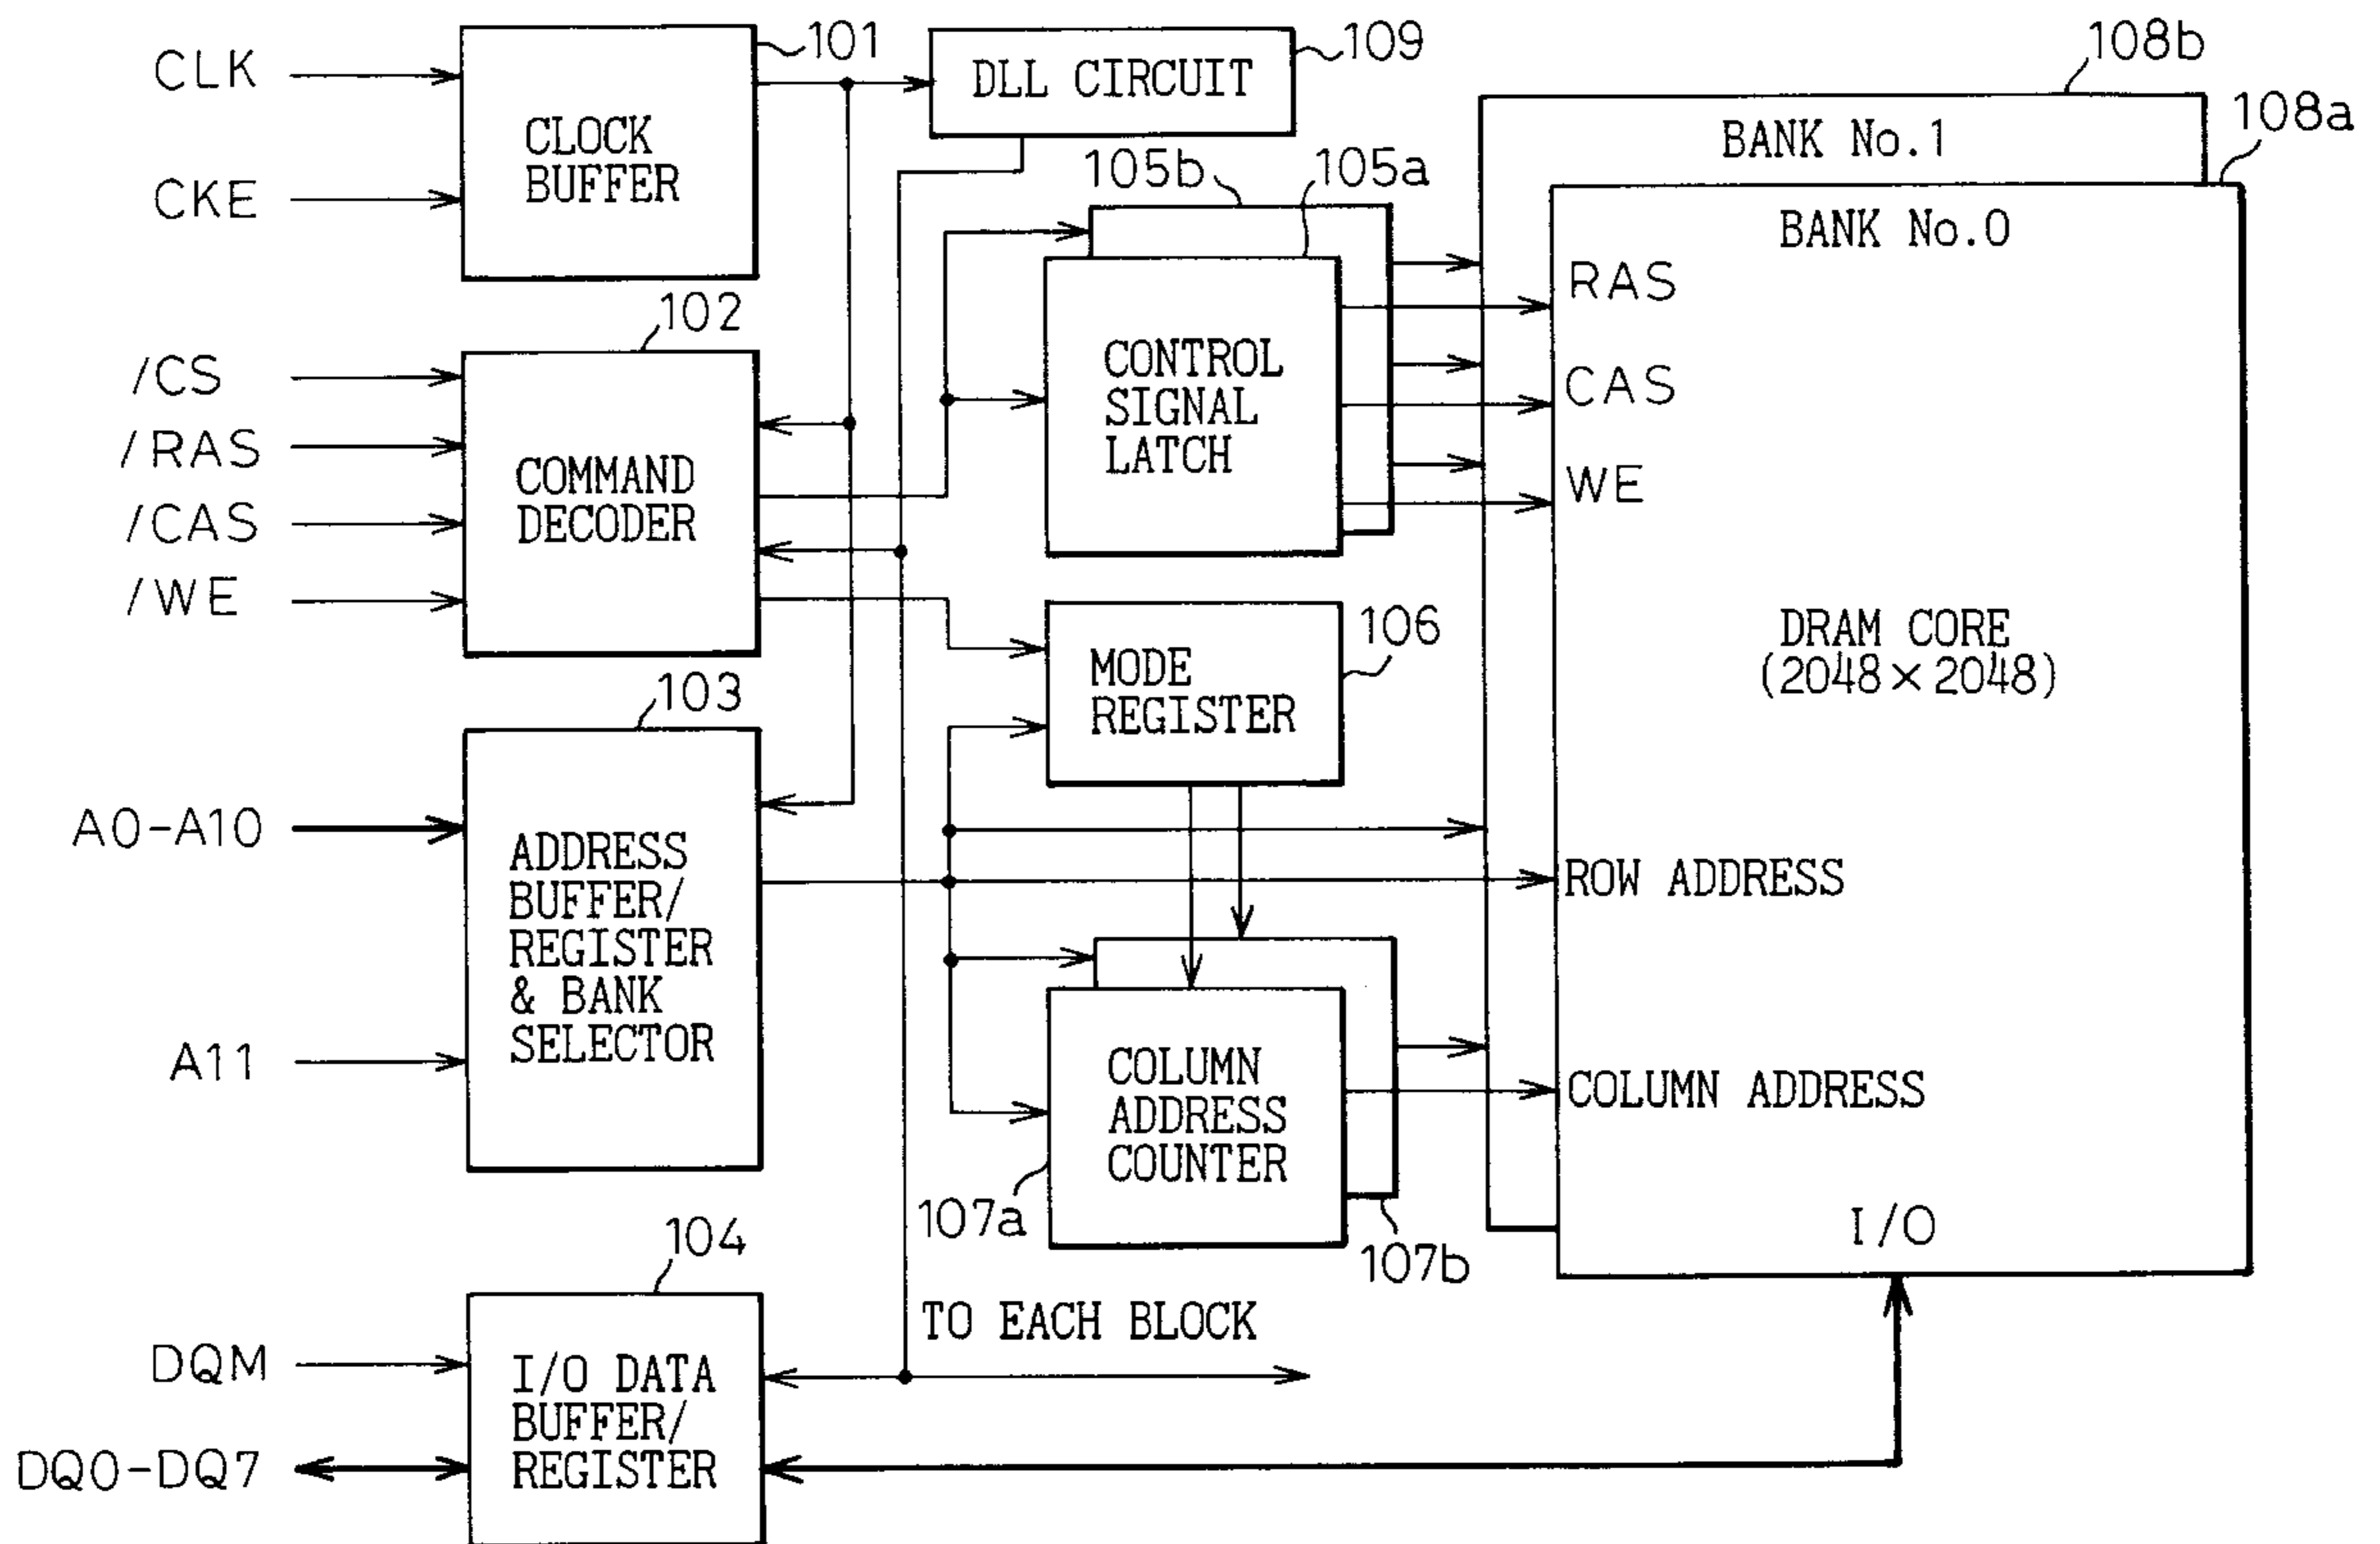 CLK
CKE
CLOCK
BUFFER
101
DLL CIRCUIT
109
108b
108a
BANK No.1
BANK No.0
105b
105a
/CS
/RAS
/CAS
/WE
102
COMMAND
DECODER
CONTROL
SIGNAL
LATCH
RAS
CAS
WE
DRAM CORE
(2048×2048)
106
MODE
REGISTER
103
A0-A10
A11
ADDRESS
BUFFER/
REGISTER
& BANK
SELECTOR
ROW ADDRESS
COLUMN
ADDRESS
COUNTER
107a
107b
COLUMN ADDRESS
I/O
104
DQM
DQ0-DQ7
I/O DATA
BUFFER/
REGISTER
TO EACH BLOCK